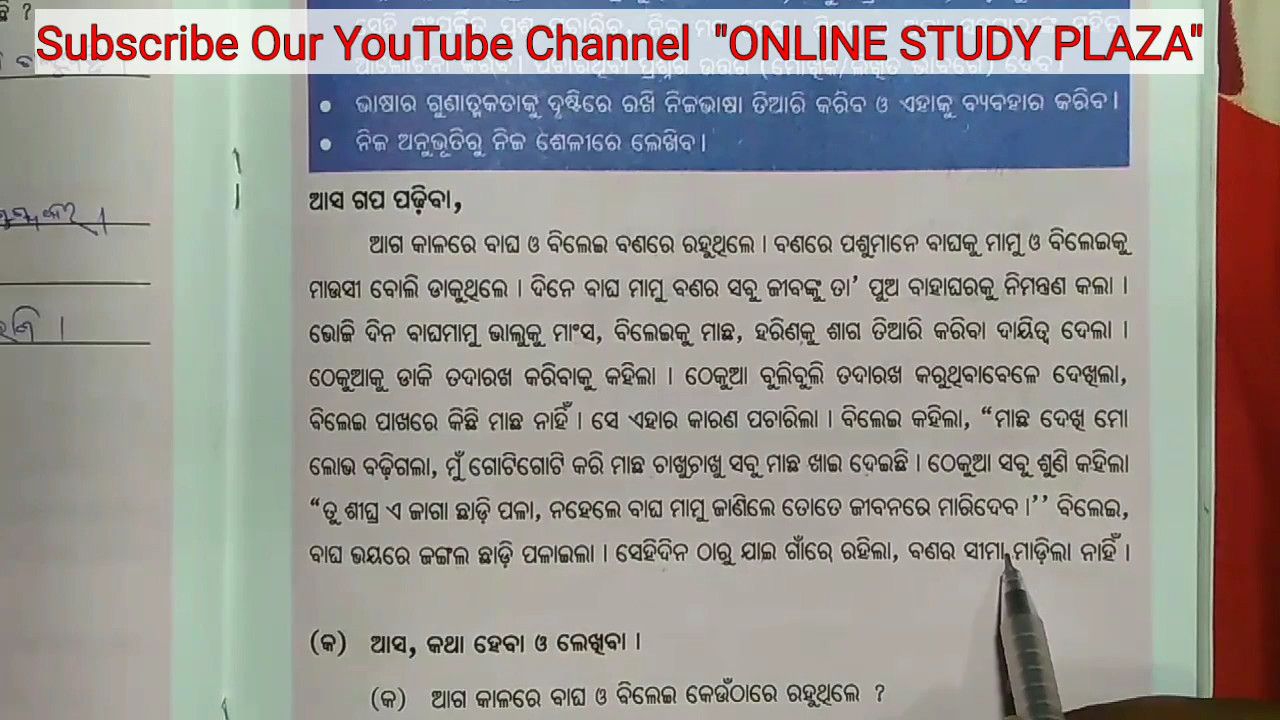 ଛି ?
Subscribe Our YouTube Channel "ONLINE STUDY PLAZA"
• ଭାଷାର ଗୁଣାତ୍ମକତାକୁ ଦୃଷ୍ଟିରେ ରଖି ନିଜଭାଷା ତିଆରି କରିବ ଓ ଏହାକୁ ବ୍ୟବହାର କରିବ।
• ନିଜ ଅନୁଭୂତିରୁ ନିଜ ଶୈଳୀରେ ଲେଖିବ।
ଆସ ଗପ ପଢ଼ିବା,
ଆଗ କାଳରେ ବାଘ ଓ ବିଲେଇ ବଣରେ ରହୁଥିଲେ । ବଣରେ ପଶୁମାନେ ବାଘକୁ ମାମୁ ଓ ବିଲେଇକୁ
ମାଉସୀ ବୋଲି ଡାକୁଥିଲେ । ଦିନେ ବାଘ ମାମୁ ବଣର ସବୁ ଜୀବଙ୍କୁ ତା’ ପୁଅ ବାହାଘରକୁ ନିମନ୍ତ୍ରଣ କଲା ।
ଭୋଜି ଦିନ ବାଘମାମୁ ଭାଲୁକୁ ମାଂସ, ବିଲେଇକୁ ମାଛ, ହରିଣକୁ ଶାଗ ତିଆରି କରିବା ଦାୟିତ୍ୱ ଦେଲା ।
ଠେକୁଆକୁ ଡାକି ତଦାରଖ କରିବାକୁ କହିଲା । ଠେକୁଆ ବୁଲିବୁଲି ତଦାରଖ କରୁଥିବାବେଳେ ଦେଖିଲା,
ବିଲେଇ ପାଖରେ କିଛି ମାଛ ନାହିଁ । ସେ ଏହାର କାରଣ ପଚାରିଲା । ବିଲେଇ କହିଲା, “ମାଛ ଦେଖି ମୋ
ଲୋଭ ବଢ଼ିଗଲା, ମୁଁ ଗୋଟିଗୋଟି କରି ମାଛ ଚାଖୁଚାଖୁ ସବୁ ମାଛ ଖାଇ ଦେଇଛି । ଠେକୁଆ ସବୁ ଶୁଣି କହିଲା
“ତୁ ଶୀଘ୍ର ଏ ଜାଗା ଛାଡ଼ି ପଳା, ନହେଲେ ବାଘ ମାମୁ ଜାଣିଲେ ତୋତେ ଜୀବନରେ ମାରିଦେବ ।’’ ବିଲେଇ,
ବାଘ ଭୟରେ ଜଙ୍ଗଲ ଛାଡ଼ି ପଳାଇଲା । ସେହିଦିନ ଠାରୁ ଯାଇ ଗାଁରେ ରହିଲା, ବଣର ସୀମା ମାଡ଼ିଲା ନାହିଁ ।
(କ) ଆସ, କଥା ହେବା ଓ ଲେଖିବା ।
(କ) ଆଗ କାଳରେ ବାଘ ଓ ବିଲେଇ କେଉଁଠାରେ ରହୁଥିଲେ ?